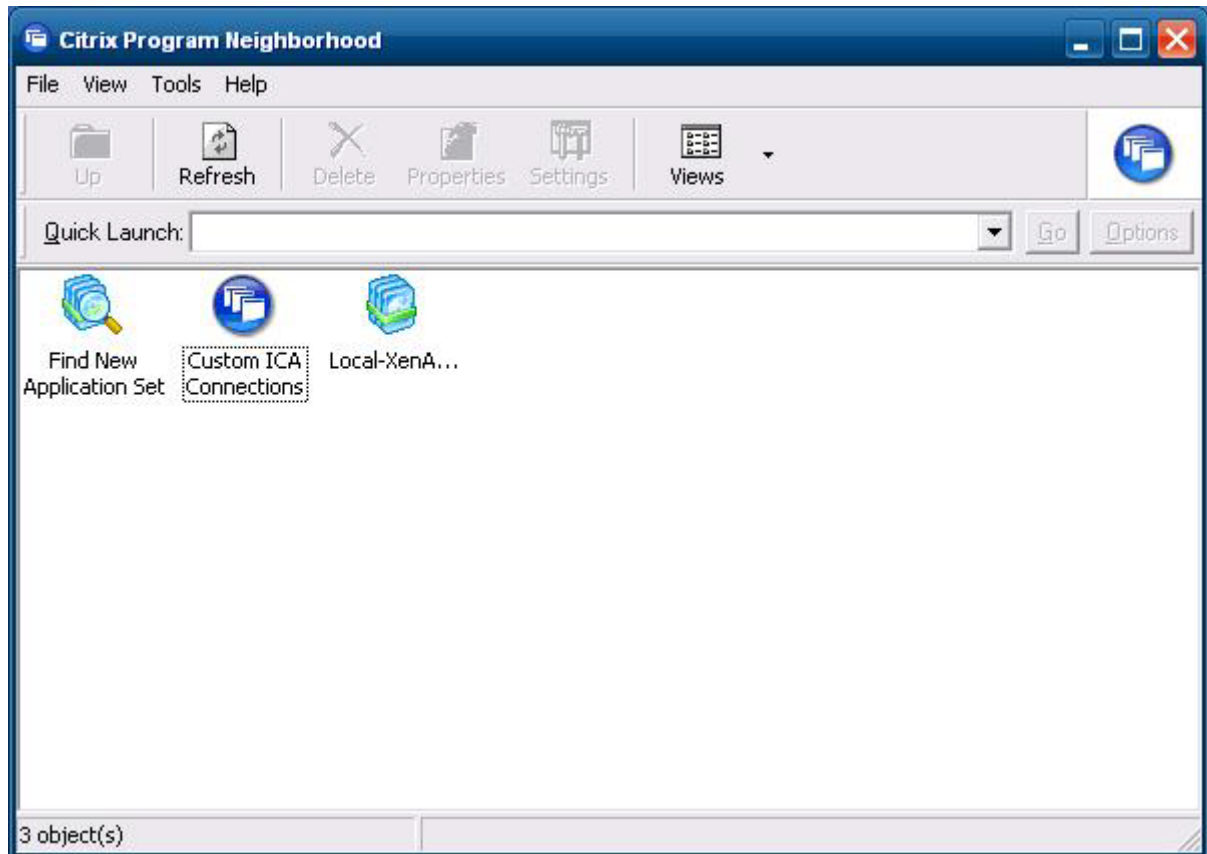 Citrix Program Neighborhood
File View Tools Help
Up Refresh Delete Properties Settings Views
Quick Launch: Go Options
Find New Application Set
Custom ICA Connections
Local-XenA...
3 object(s)